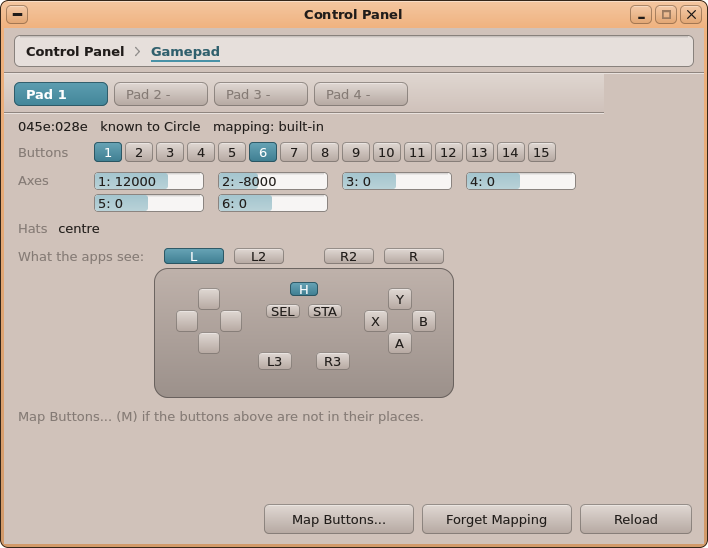 Control Panel
Control Panel > Gamepad
Pad 1 Pad 2 - Pad 3 - Pad 4 -
045e:028e known to Circle mapping: built-in
Buttons 1 2 3 4 5 6 7 8 9 10 11 12 13 14 15
Axes 1: 12000 2: -8000 3: 0 4: 0
5: 0 6: 0
Hats centre
What the apps see: L L2 R2 R
H
Y
SEL STA
X B
A
L3 R3
Map Buttons... (M) if the buttons above are not in their places.
Map Buttons... Forget Mapping Reload